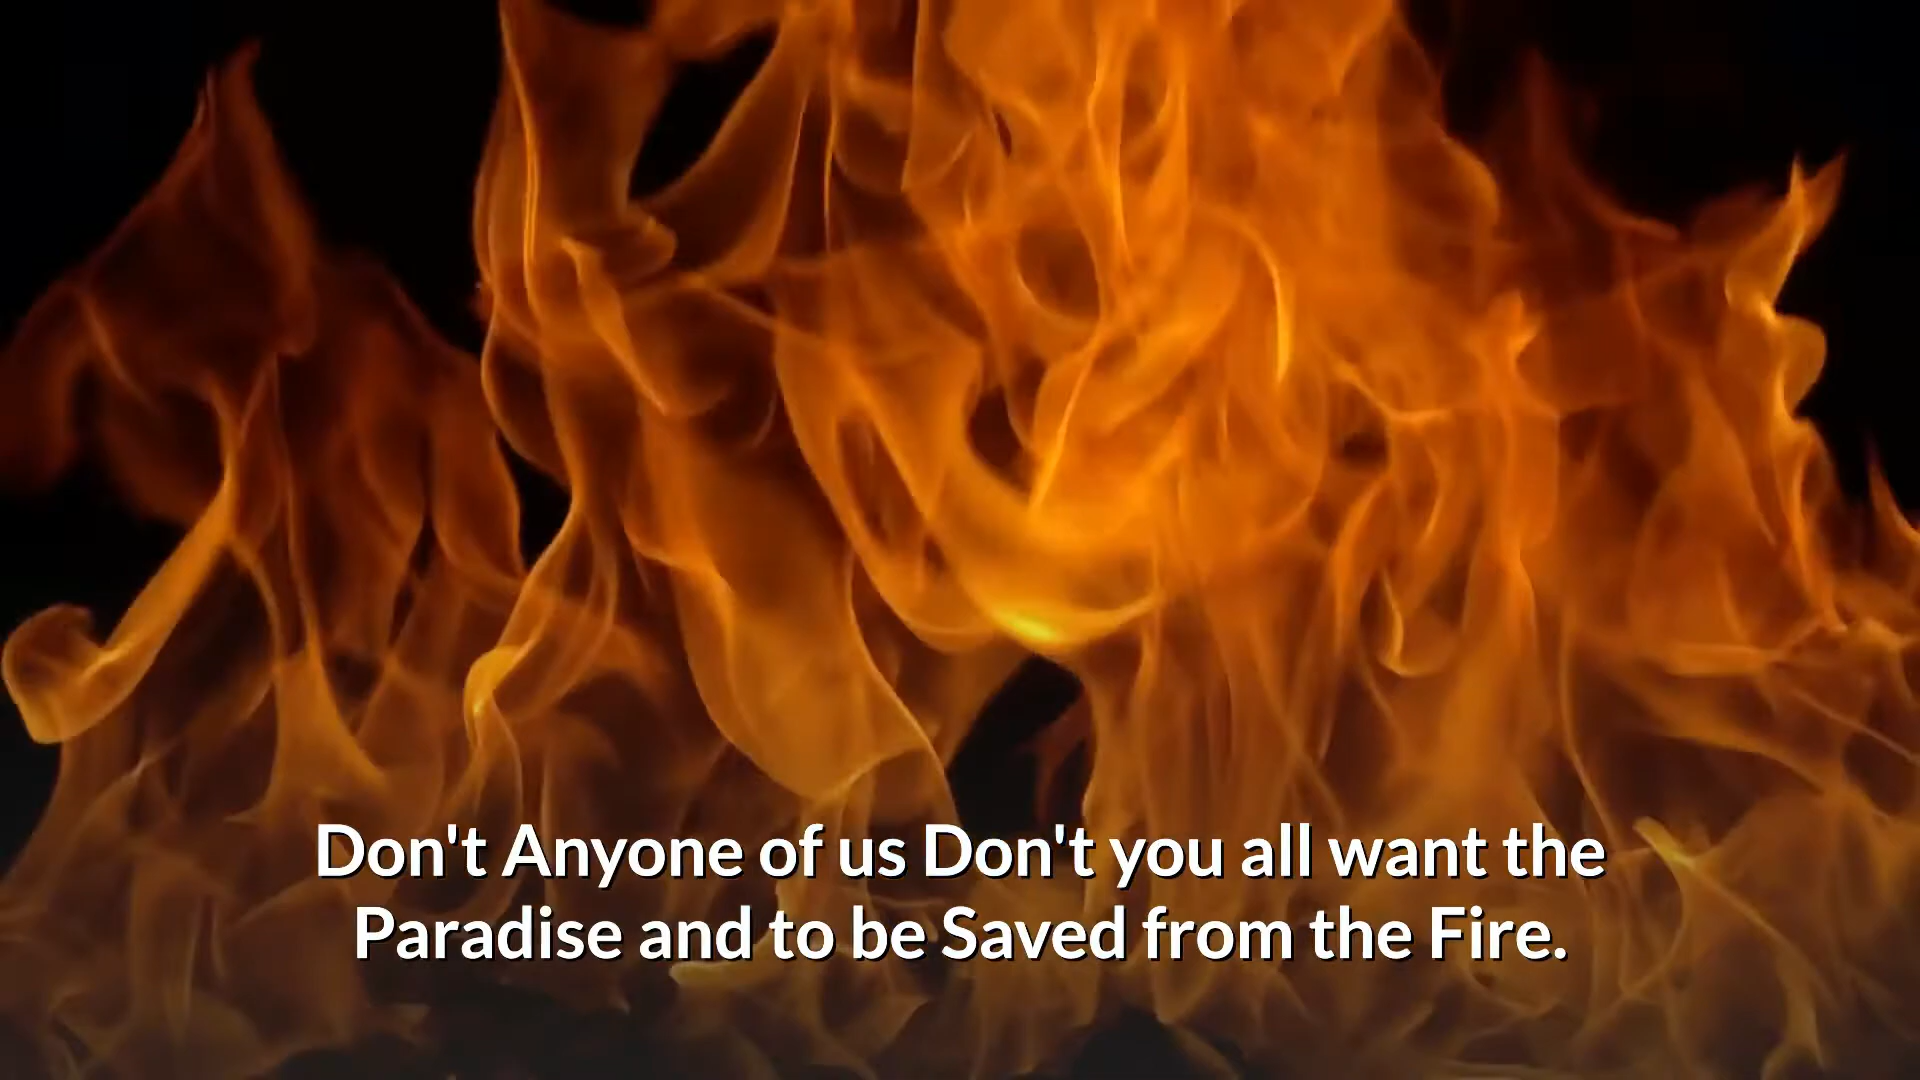 Don't Anyone of us Don't you all want the
Paradise and to be Saved from the Fire.